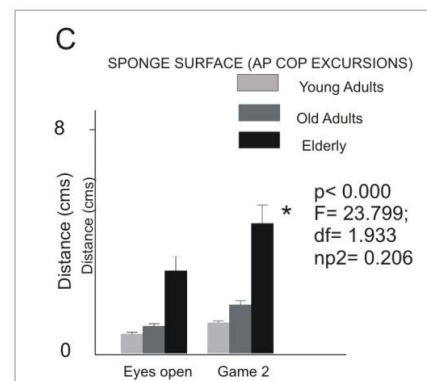 C
SPONGE SURFACE (AP COP EXCURSIONS)
Young Adults
Old Adults
Elderly
8
Distance (cms)
Distance (cms)
*
p< 0.000
F= 23.799;
df= 1.933
np2= 0.206
0
Eyes open Game 2